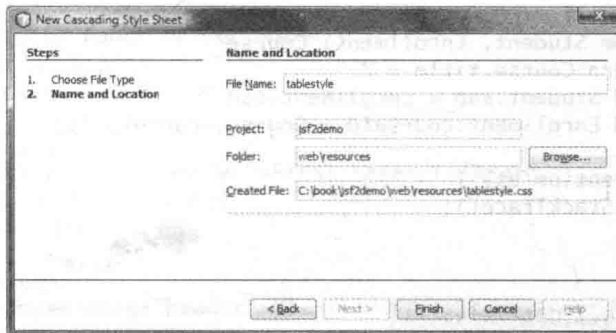 New Cascading Style Sheet
Steps
1. Choose File Type
2. Name and Location
Name and Location
File Name: tablestyle
Project: jsf2demo
Folder: web\resources
Browse...
Created File: C:\book\jsf2demo\web\resources\tablestyle.css
< Back Next > Finish Cancel Help